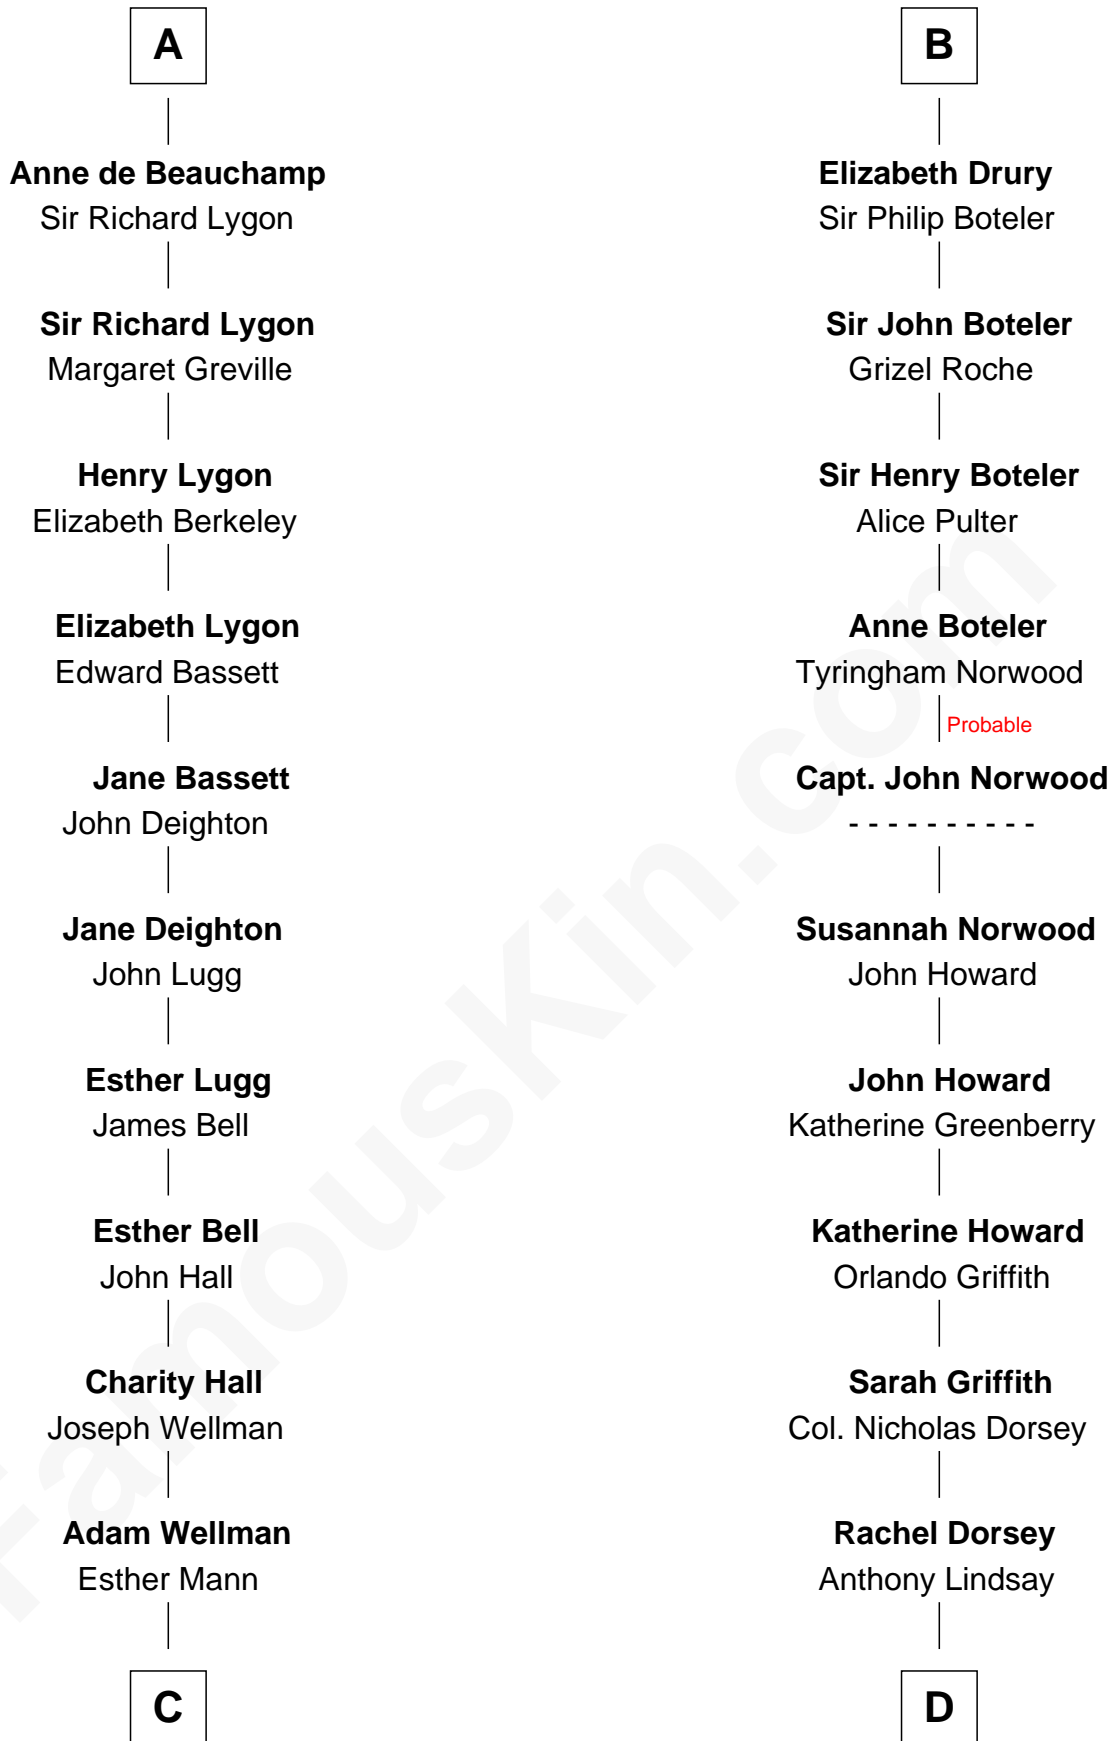 A
Anne de Beauchamp
Sir Richard Lygon
Sir Richard Lygon
Margaret Greville
Henry Lygon
Elizabeth Berkeley
Elizabeth Lygon
Edward Bassett
Jane Bassett
John Deighton
Jane Deighton
John Lugg
Esther Lugg
James Bell
Esther Bell
John Hall
Charity Hall
Joseph Wellman
Adam Wellman
Esther Mann
C
B
Elizabeth Drury
Sir Philip Boteler
Sir John Boteler
Grizel Roche
Sir Henry Boteler
Alice Pulter
Anne Boteler
Tyringham Norwood
Probable
Capt. John Norwood
- - - - - - - - - -
Susannah Norwood
John Howard
John Howard
Katherine Greenberry
Katherine Howard
Orlando Griffith
Sarah Griffith
Col. Nicholas Dorsey
Rachel Dorsey
Anthony Lindsay
D
FamousKin.com